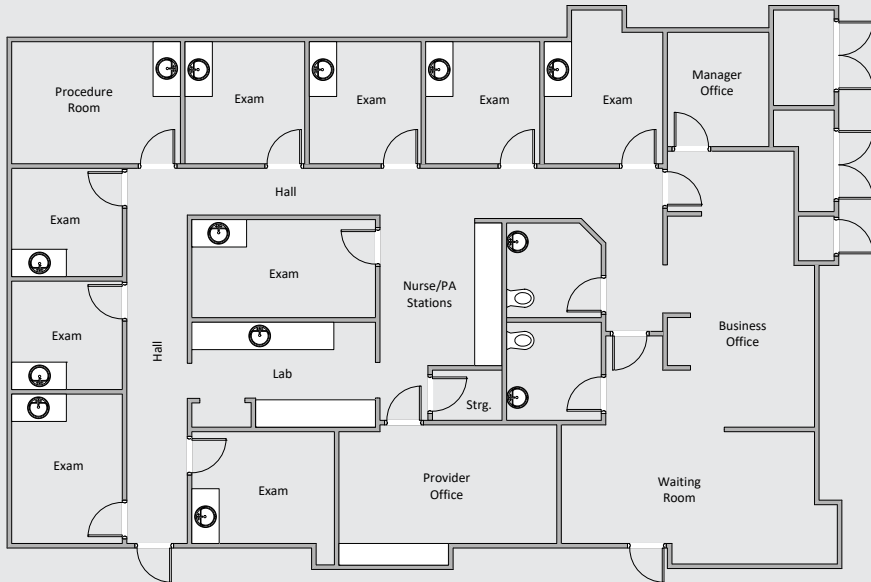 Procedure
Room
Exam
Exam
Exam
Exam
Manager
Office
Hall
Exam
Exam
Nurse/PA
Stations
Exam
Hall
Lab
Business
Office
Strg.
Exam
Exam
Provider
Office
Waiting
Room